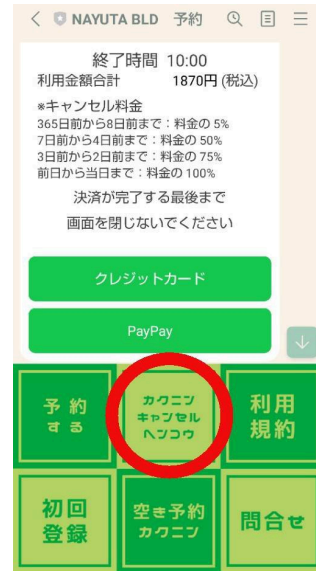 NAYUTA BLD 予約
終了時間 10:00
利用金額合計 1870円 (税込)
*キャンセル料金
365日前から8日前まで：料金の 5%
7日前から4日前まで：料金の 50%
3日前から2日前まで：料金の 75%
前日から当日まで：料金の 100%
決済が完了する最後まで
画面を閉じないでください
クレジットカード
PayPay
予約
する
カクニン
キャンセル
ヘンコウ
利用
規約
初回
登録
空き予約
カクニン
問合せ